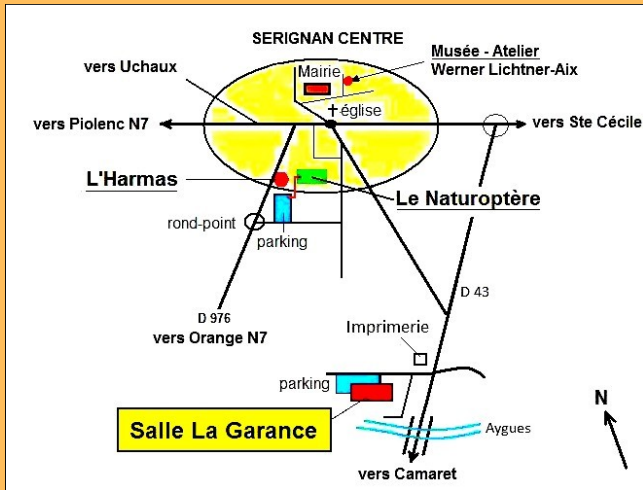 SERIGNAN CENTRE
Musée - Atelier
Werner Lichtner-Aix
Mairie
vers Uchaux
église
vers Piolenc N7
vers Ste Cécile
L'Harmas
Le Naturoptère
rond-point
parking
D 43
D 976
vers Orange N7
Imprimerie
parking
Salle La Garance
N
Aygues
vers Camaret